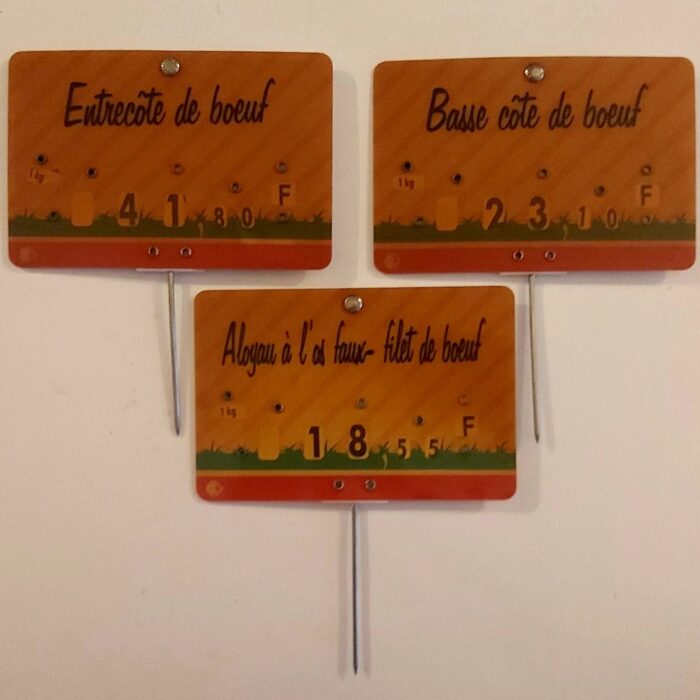 Entrecôte de boeuf
1 kg
41,80 F
Basse côte de boeuf
1 kg
23,10 F
Aloyau à l'os faux- filet de boeuf
1 kg
18,55 F